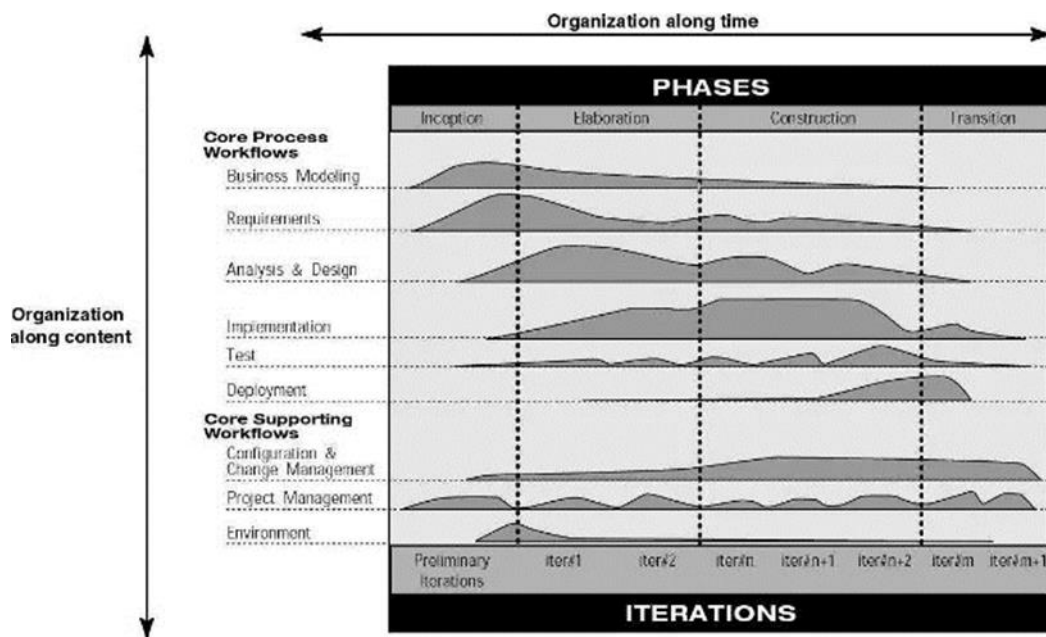 Organization along time
PHASES
Inception Elaboration Construction Transition
Core Process
Workflows
Business Modeling
Requirements
Analysis & Design
Organization
along content
Implementation
Test
Deployment
Core Supporting
Workflows
Configuration &
Change Management
Project Management
Environment
Preliminary
Iterations
iter#1 iter#2 iter#n iter#n+1 iter#n+2 iter#m iter#m+1
ITERATIONS